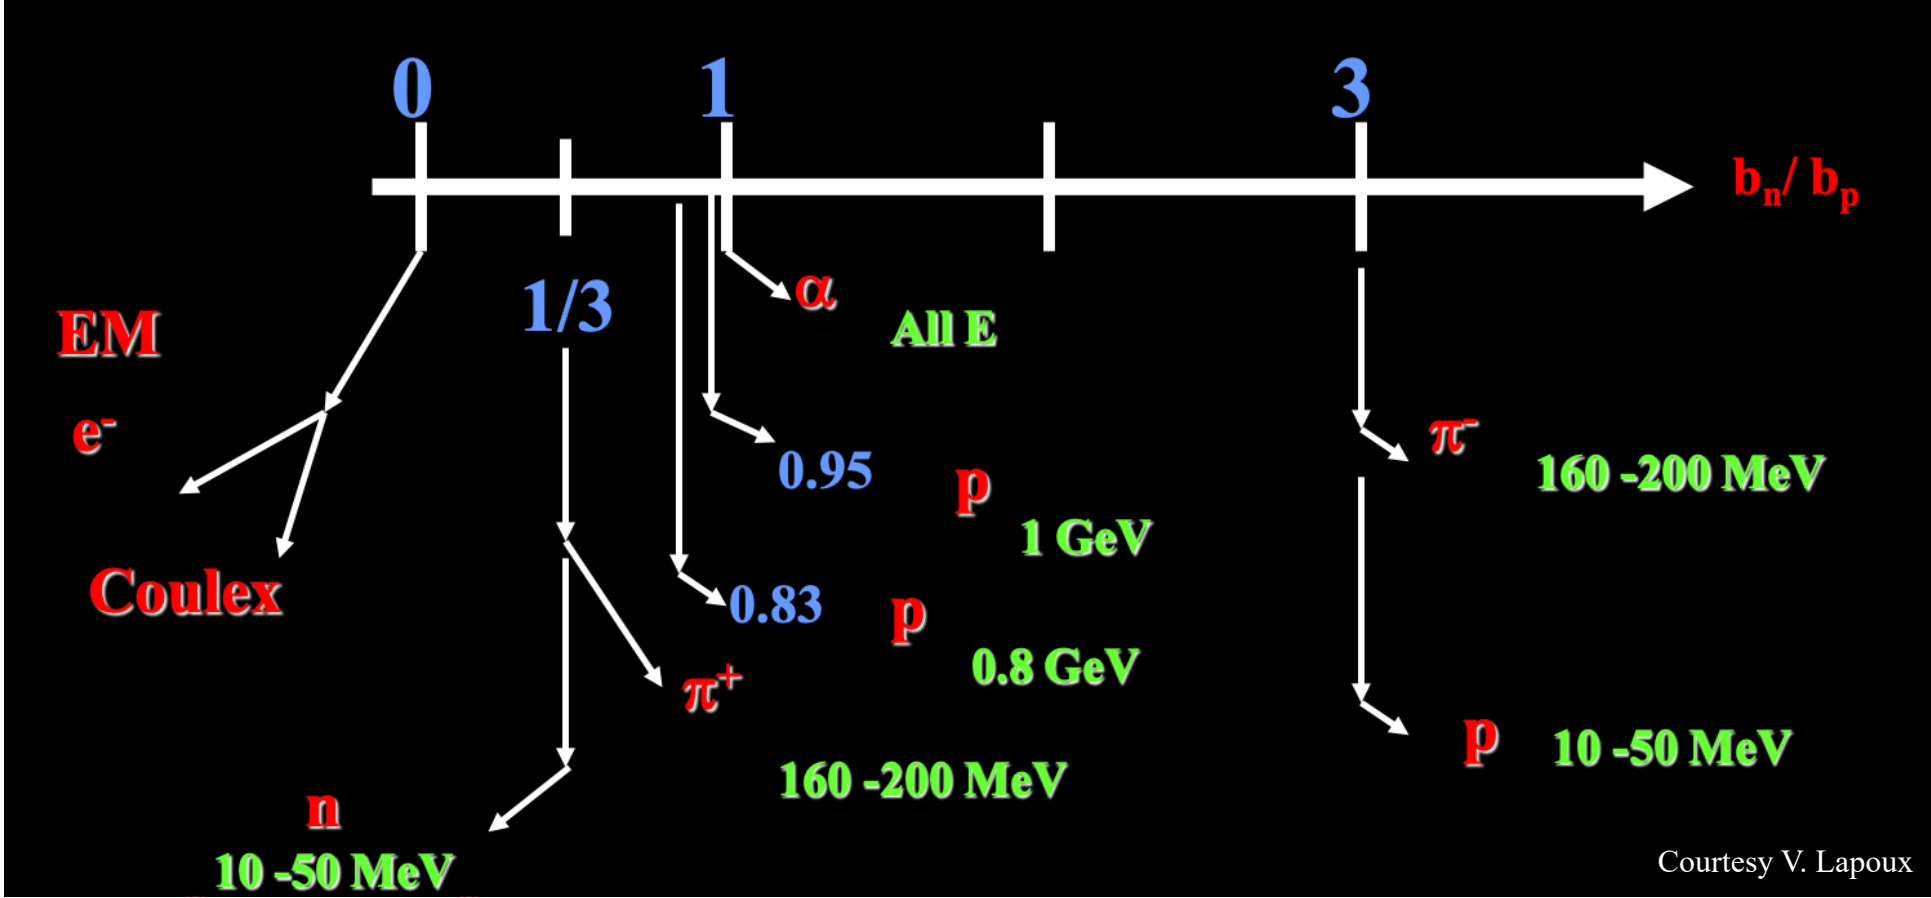 0
1
3
bn/ bp
1/3
α
All E
EM
e-
π-
0.95
p
160 -200 MeV
1 GeV
Coulex
0.83
p
0.8 GeV
π+
p
10 -50 MeV
160 -200 MeV
n
10 -50 MeV
Courtesy V. Lapoux